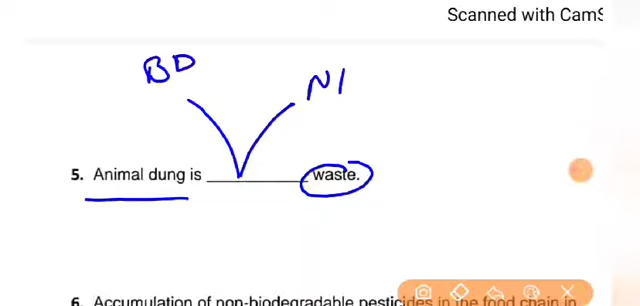 Scanned with CamS
BD
NI
5. Animal dung is __________ waste.
6. Accumulation of non-biodegradable pesticides in the food chain in